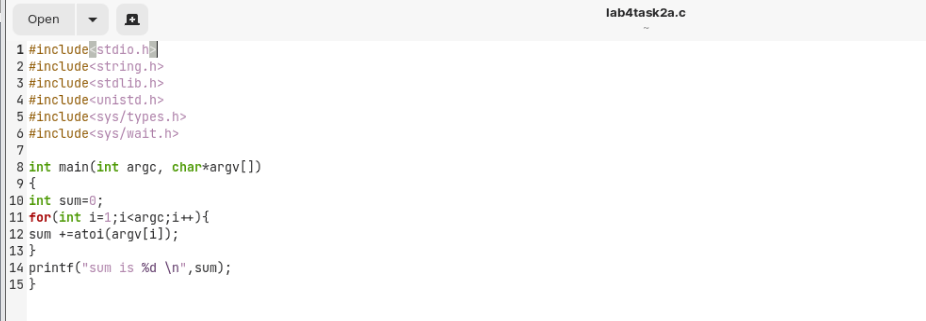 Open
lab4task2a.c
~
1 #include<stdio.h>
2 #include<string.h>
3 #include<stdlib.h>
4 #include<unistd.h>
5 #include<sys/types.h>
6 #include<sys/wait.h>
7
8 int main(int argc, char*argv[])
9 {
10 int sum=0;
11 for(int i=1;i<argc;i++){
12 sum +=atoi(argv[i]);
13 }
14 printf("sum is %d \n",sum);
15 }